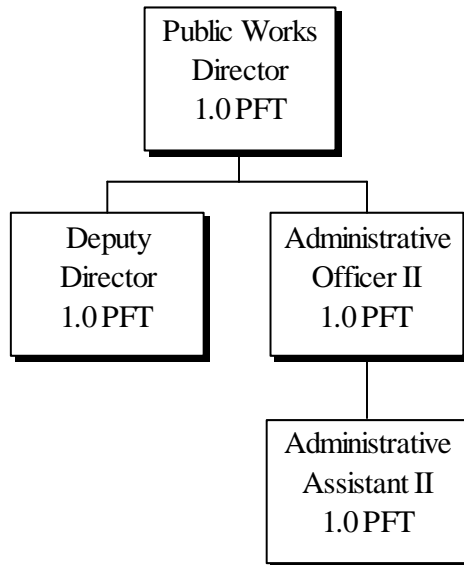 Public Works
Director
1.0 PFT
Deputy
Director
1.0 PFT
Administrative
Officer II
1.0 PFT
Administrative
Assistant II
1.0 PFT